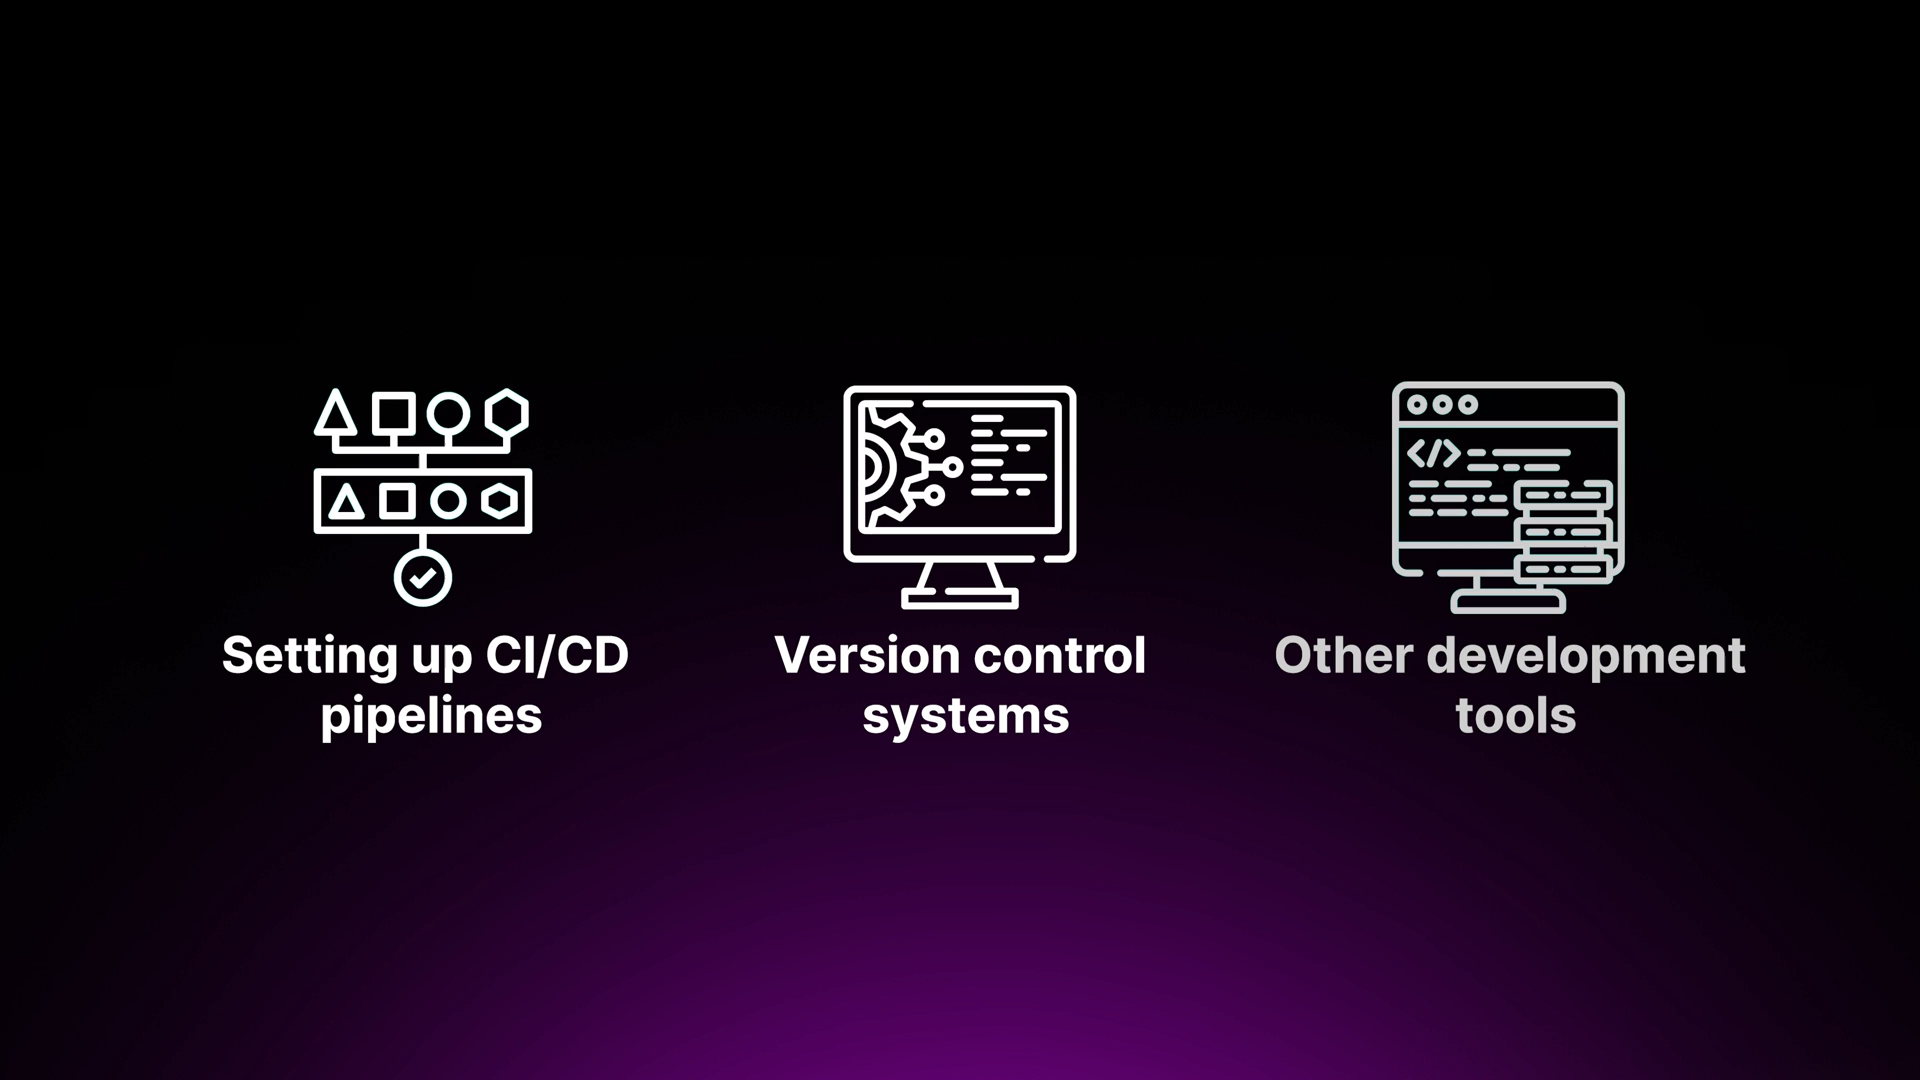 Setting up CI/CD
pipelines
Version control
systems
</>
Other development
tools